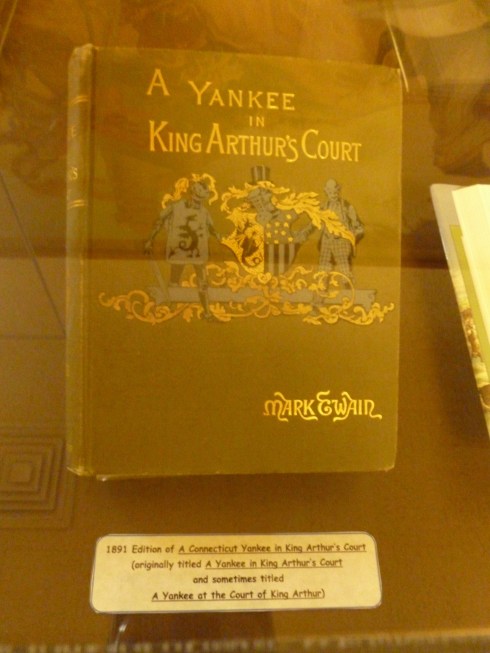 A YANKEE
IN
KING ARTHUR'S COURT
MARK TWAIN
1891 Edition of A Connecticut Yankee in King Arthur's Court
(originally titled A Yankee in King Arthur's Court
and sometimes titled
A Yankee at the Court of King Arthur)